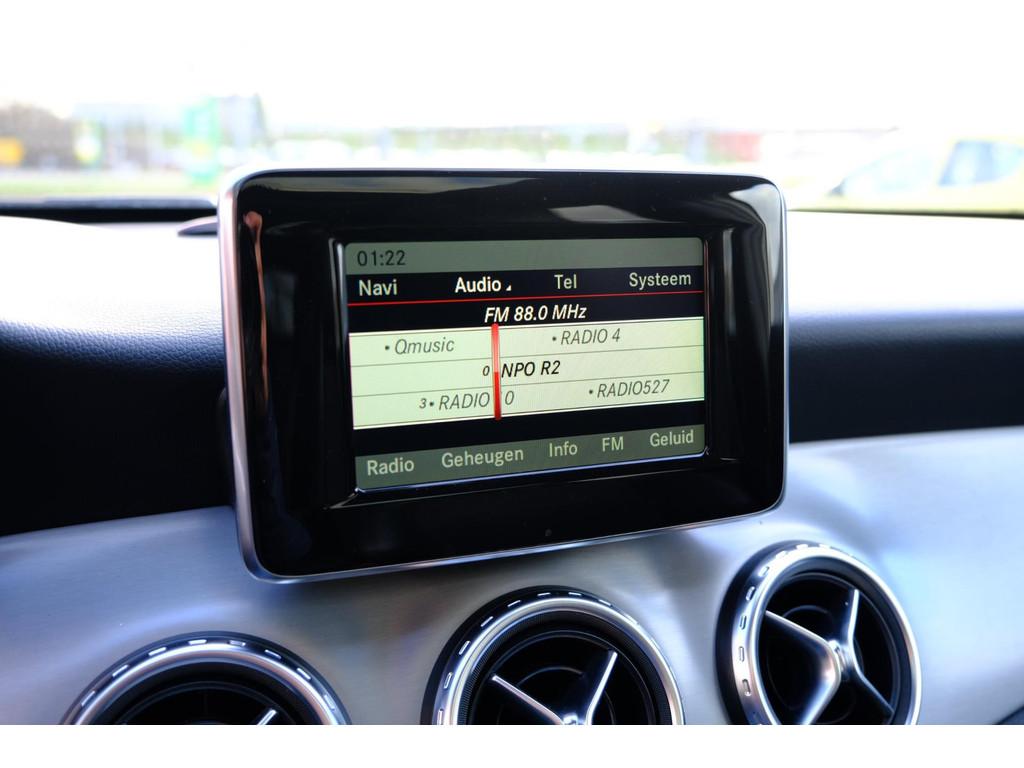 01:22
Navi Audio Tel Systeem
FM 88.0 MHz
• Qmusic • RADIO 4
0 NPO R2
3• RADIO 0 • RADIO527
Radio Geheugen Info FM Geluid